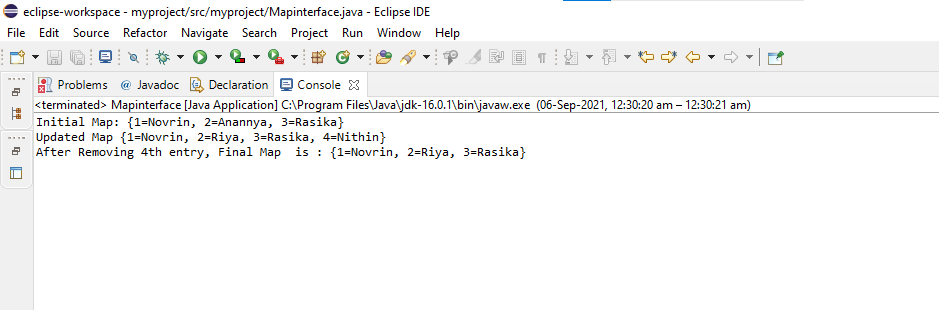 eclipse-workspace - myproject/src/myproject/Mapinterface.java - Eclipse IDE
File Edit Source Refactor Navigate Search Project Run Window Help
Problems @ Javadoc Declaration Console
<terminated> Mapinterface [Java Application] C:\Program Files\Java\jdk-16.0.1\bin\javaw.exe (06-Sep-2021, 12:30:20 am – 12:30:21 am)
Initial Map: {1=Novrin, 2=Anannya, 3=Rasika}
Updated Map {1=Novrin, 2=Riya, 3=Rasika, 4=Nithin}
After Removing 4th entry, Final Map  is : {1=Novrin, 2=Riya, 3=Rasika}